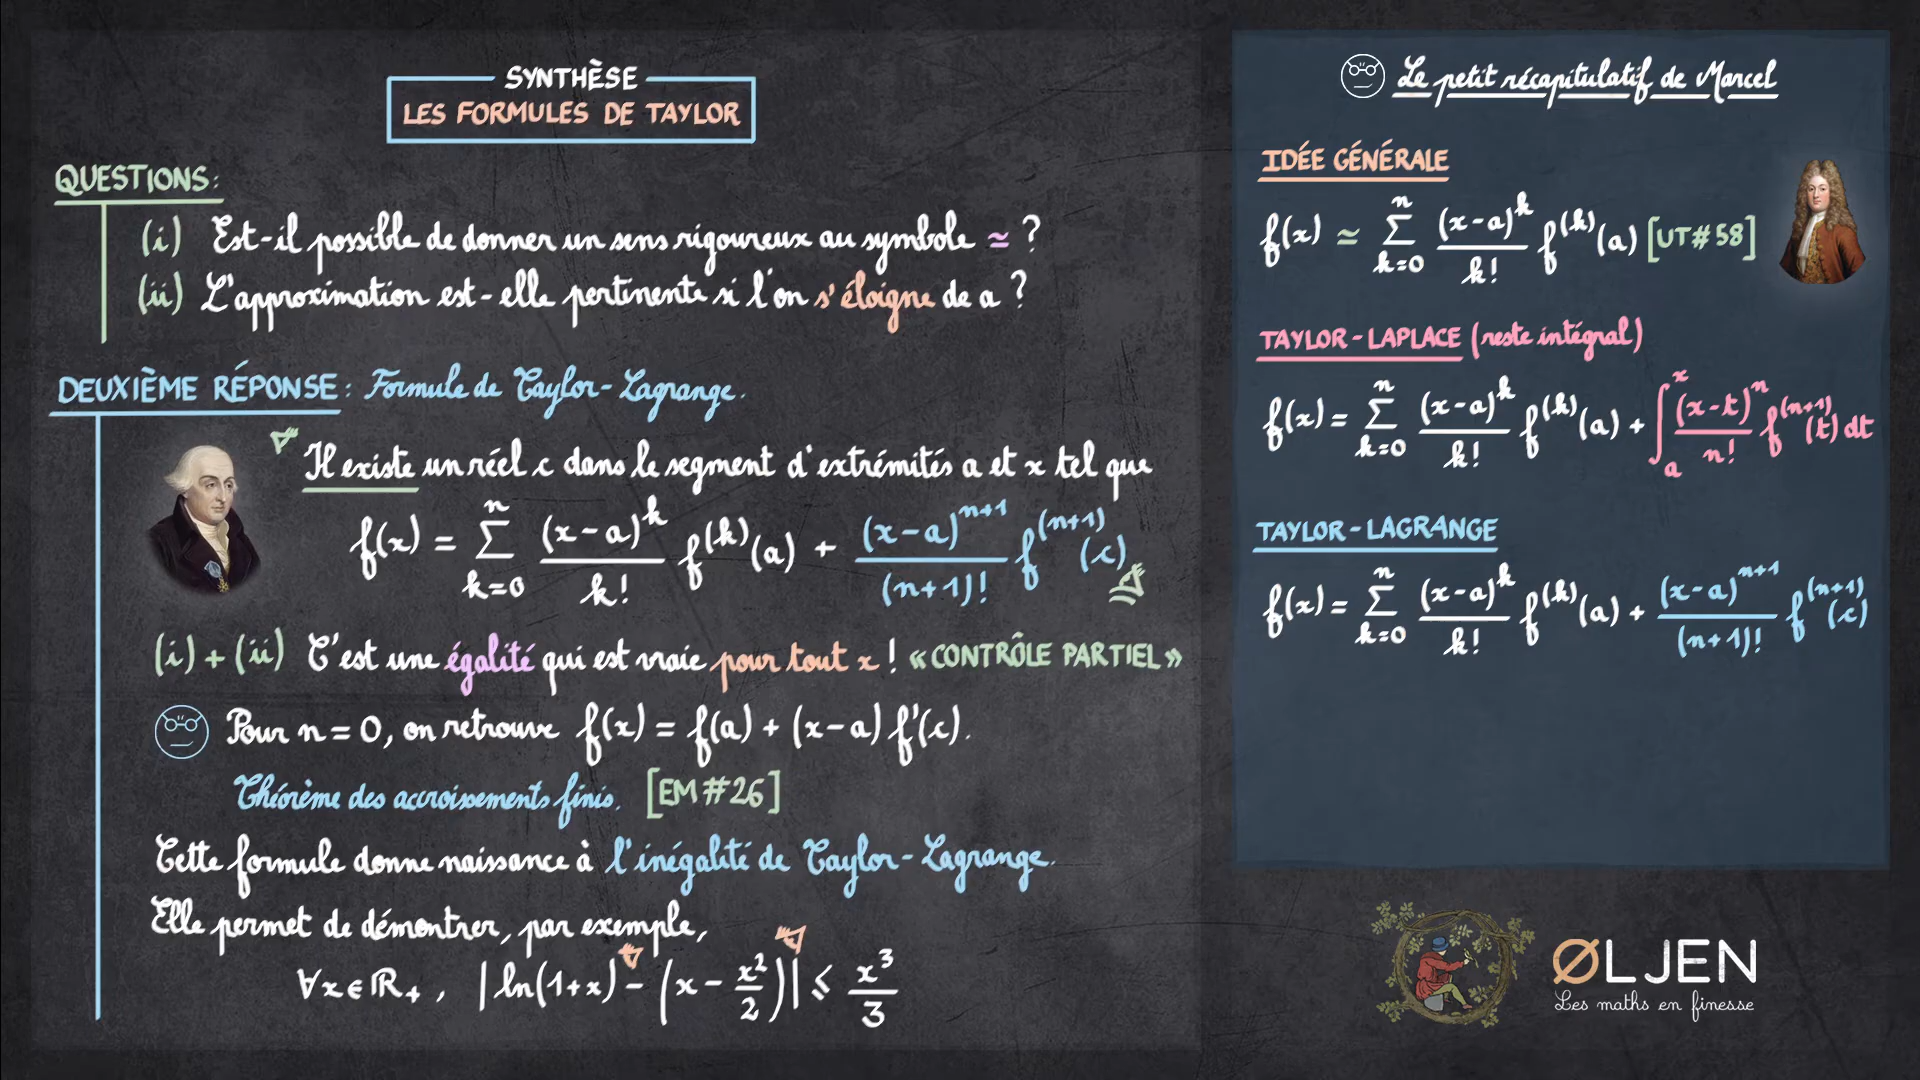 SYNTHÈSE
LES FORMULES DE TAYLOR
QUESTIONS:
(i) Est-il possible de donner un sens rigoureux au symbole ≃ ?
(ii) L'approximation est-elle pertinente si l'on s'éloigne de a ?
DEUXIÈME RÉPONSE: Formule de Taylor-Lagrange.
Il existe un réel c dans le segment d'extrémités a et x tel que
f(x) = ∑_{k=0}^{n} (x-a)^k / k! f^{(k)}(a) + (x-a)^{n+1} / (n+1)! f^{(n+1)}(c)
(i) + (ii) C'est une égalité qui est vraie pour tout x ! «CONTRÔLE PARTIEL»
Pour n = 0, on retrouve f(x) = f(a) + (x-a) f'(c).
Théorème des accroissements finis. [EM#26]
Cette formule donne naissance à l'inégalité de Taylor-Lagrange.
Elle permet de démontrer, par exemple,
∀x∈ℝ₊, |ln(1+x) - (x - x²/2)| ≤ x³/3
Le petit récapitulatif de Marcel
IDÉE GÉNÉRALE
f(x) ≃ ∑_{k=0}^{n} (x-a)^k / k! f^{(k)}(a) [UT#58]
TAYLOR-LAPLACE (reste intégral)
f(x) = ∑_{k=0}^{n} (x-a)^k / k! f^{(k)}(a) + ∫_a^x (x-t)^n / n! f^{(n+1)}(t) dt
TAYLOR-LAGRANGE
f(x) = ∑_{k=0}^{n} (x-a)^k / k! f^{(k)}(a) + (x-a)^{n+1} / (n+1)! f^{(n+1)}(c)
ØLJEN
Les maths en finesse